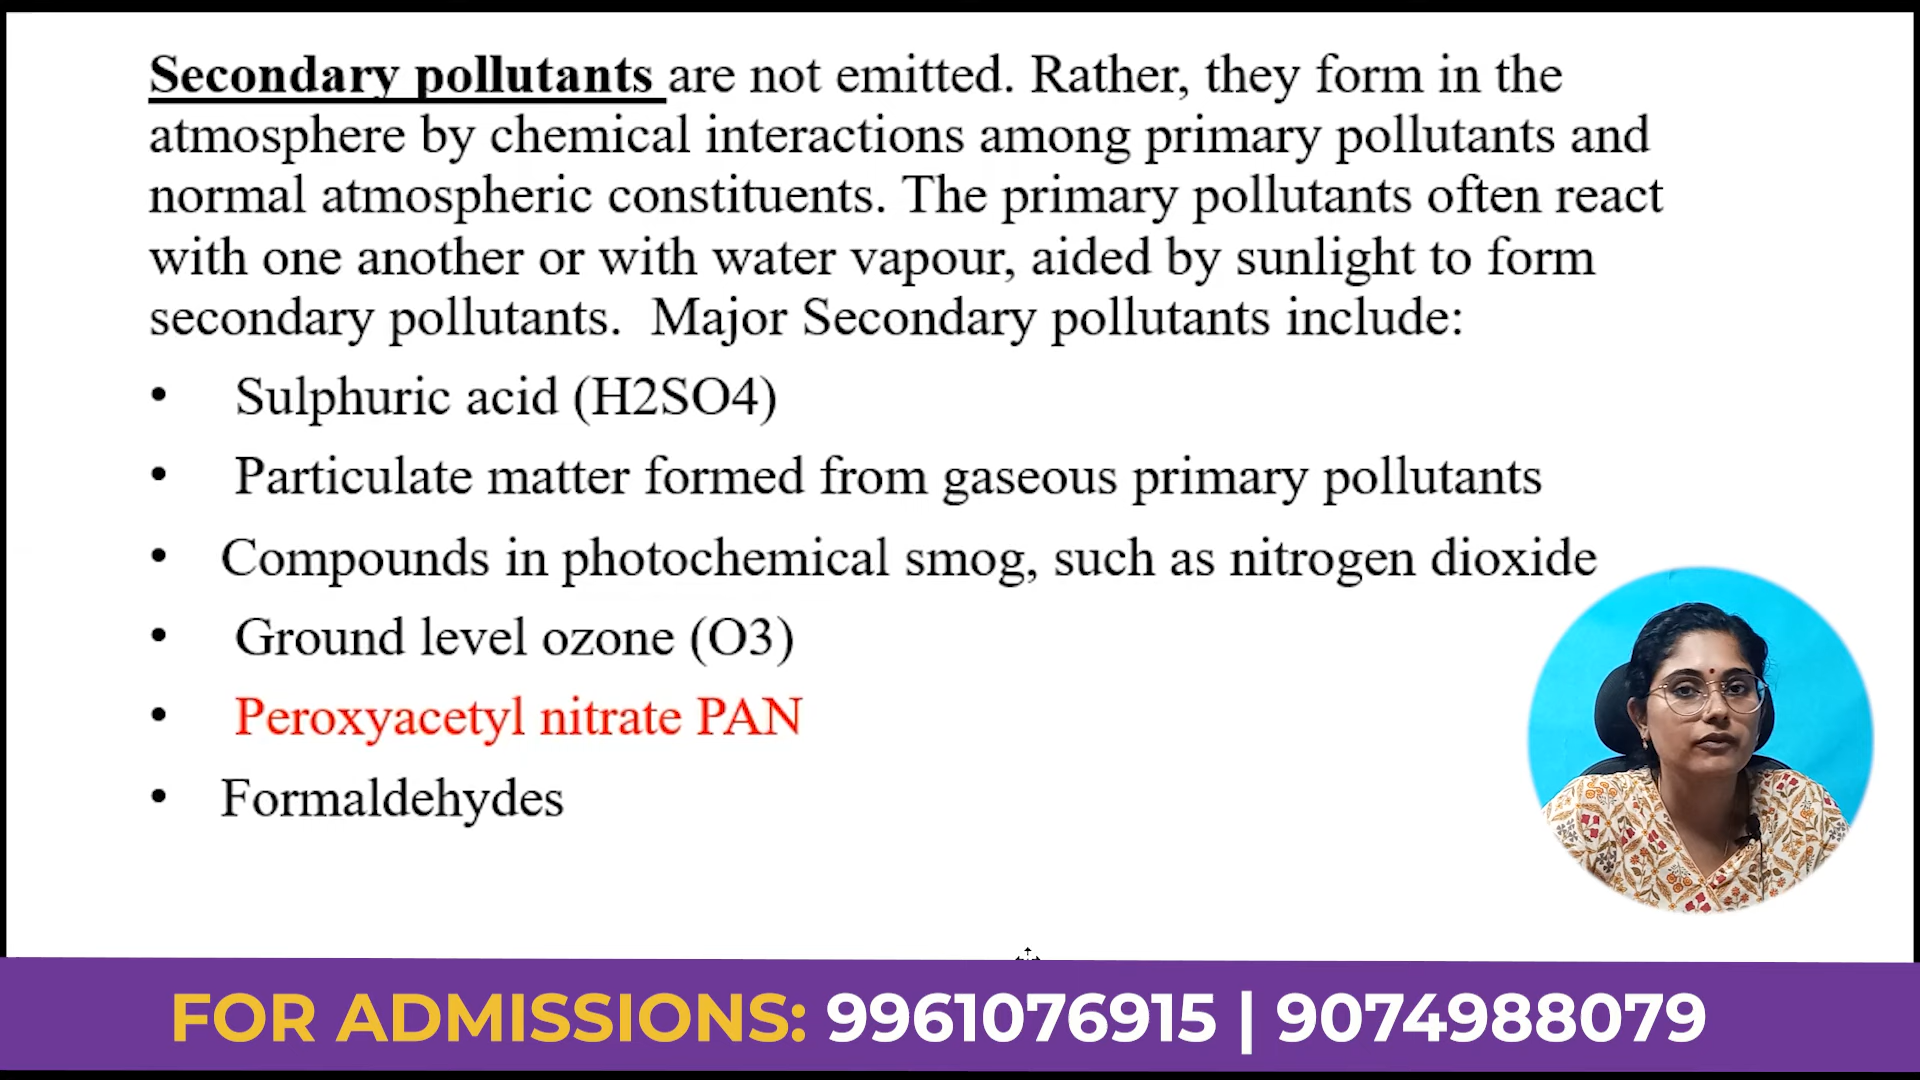 Secondary pollutants are not emitted. Rather, they form in the
atmosphere by chemical interactions among primary pollutants and
normal atmospheric constituents. The primary pollutants often react
with one another or with water vapour, aided by sunlight to form
secondary pollutants.  Major Secondary pollutants include:
• Sulphuric acid (H2SO4)
• Particulate matter formed from gaseous primary pollutants
• Compounds in photochemical smog, such as nitrogen dioxide
• Ground level ozone (O3)
• Peroxyacetyl nitrate PAN
• Formaldehydes
FOR ADMISSIONS: 9961076915 | 9074988079